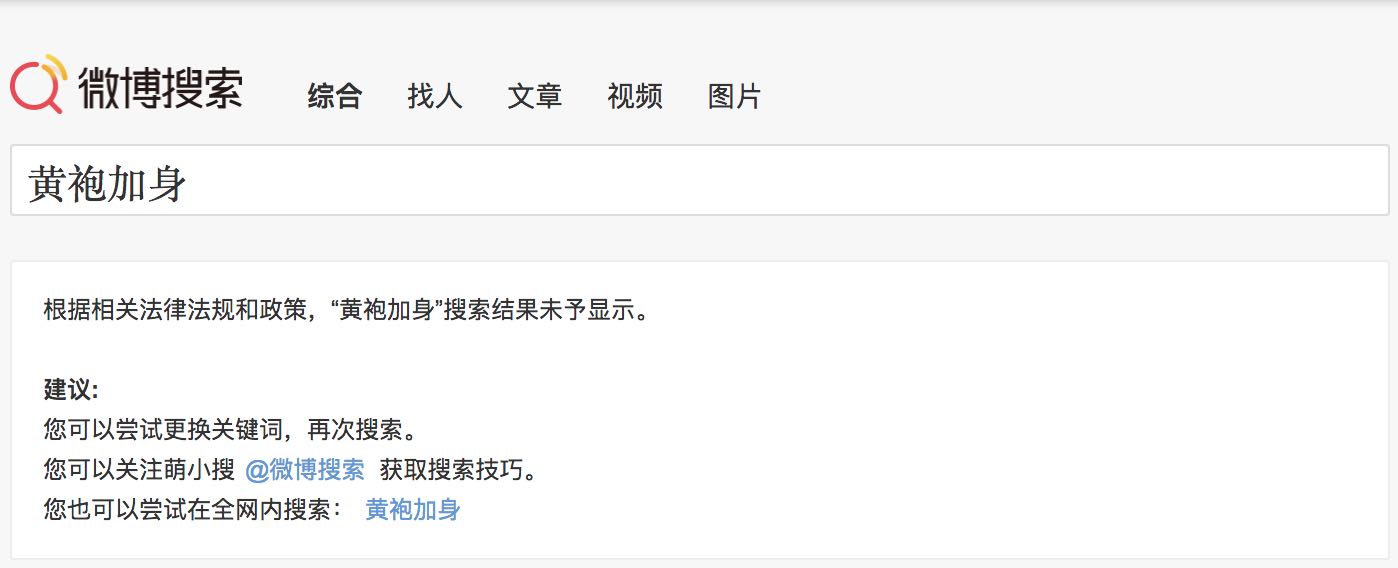 微博搜索 综合 找人 文章 视频 图片
黄袍加身
根据相关法律法规和政策，“黄袍加身”搜索结果未予显示。
建议:
您可以尝试更换关键词，再次搜索。
您可以关注萌小搜 @微博搜索 获取搜索技巧。
您也可以尝试在全网内搜索： 黄袍加身